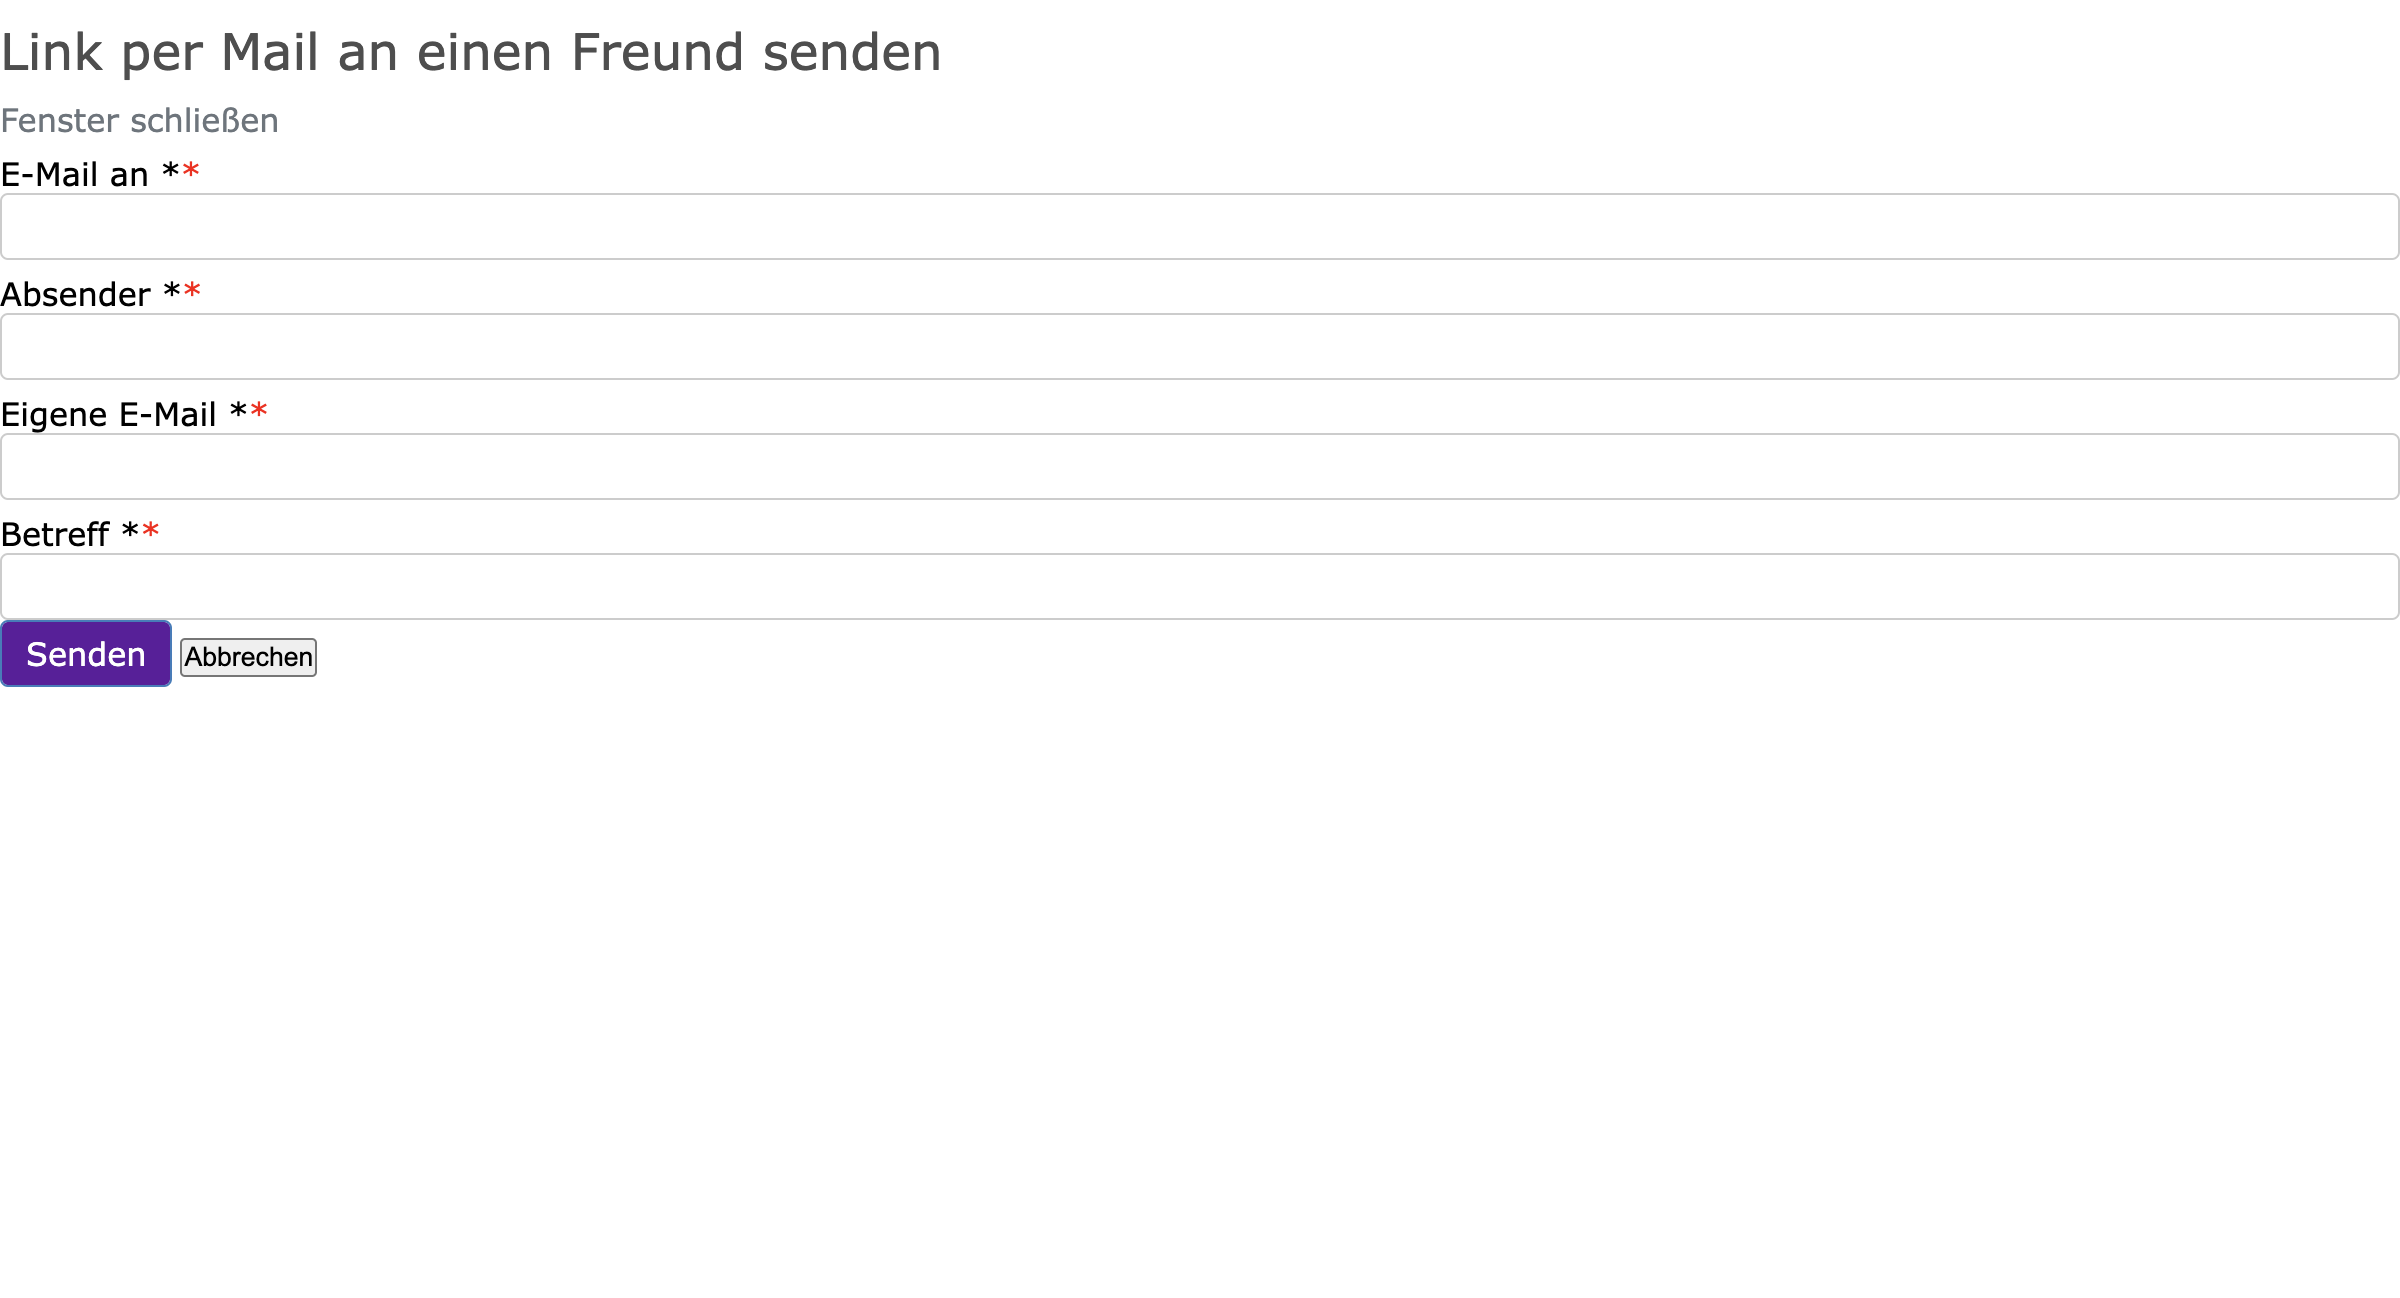 Link per Mail an einen Freund senden
Fenster schließen
E-Mail an **
Absender **
Eigene E-Mail **
Betreff **
Senden Abbrechen